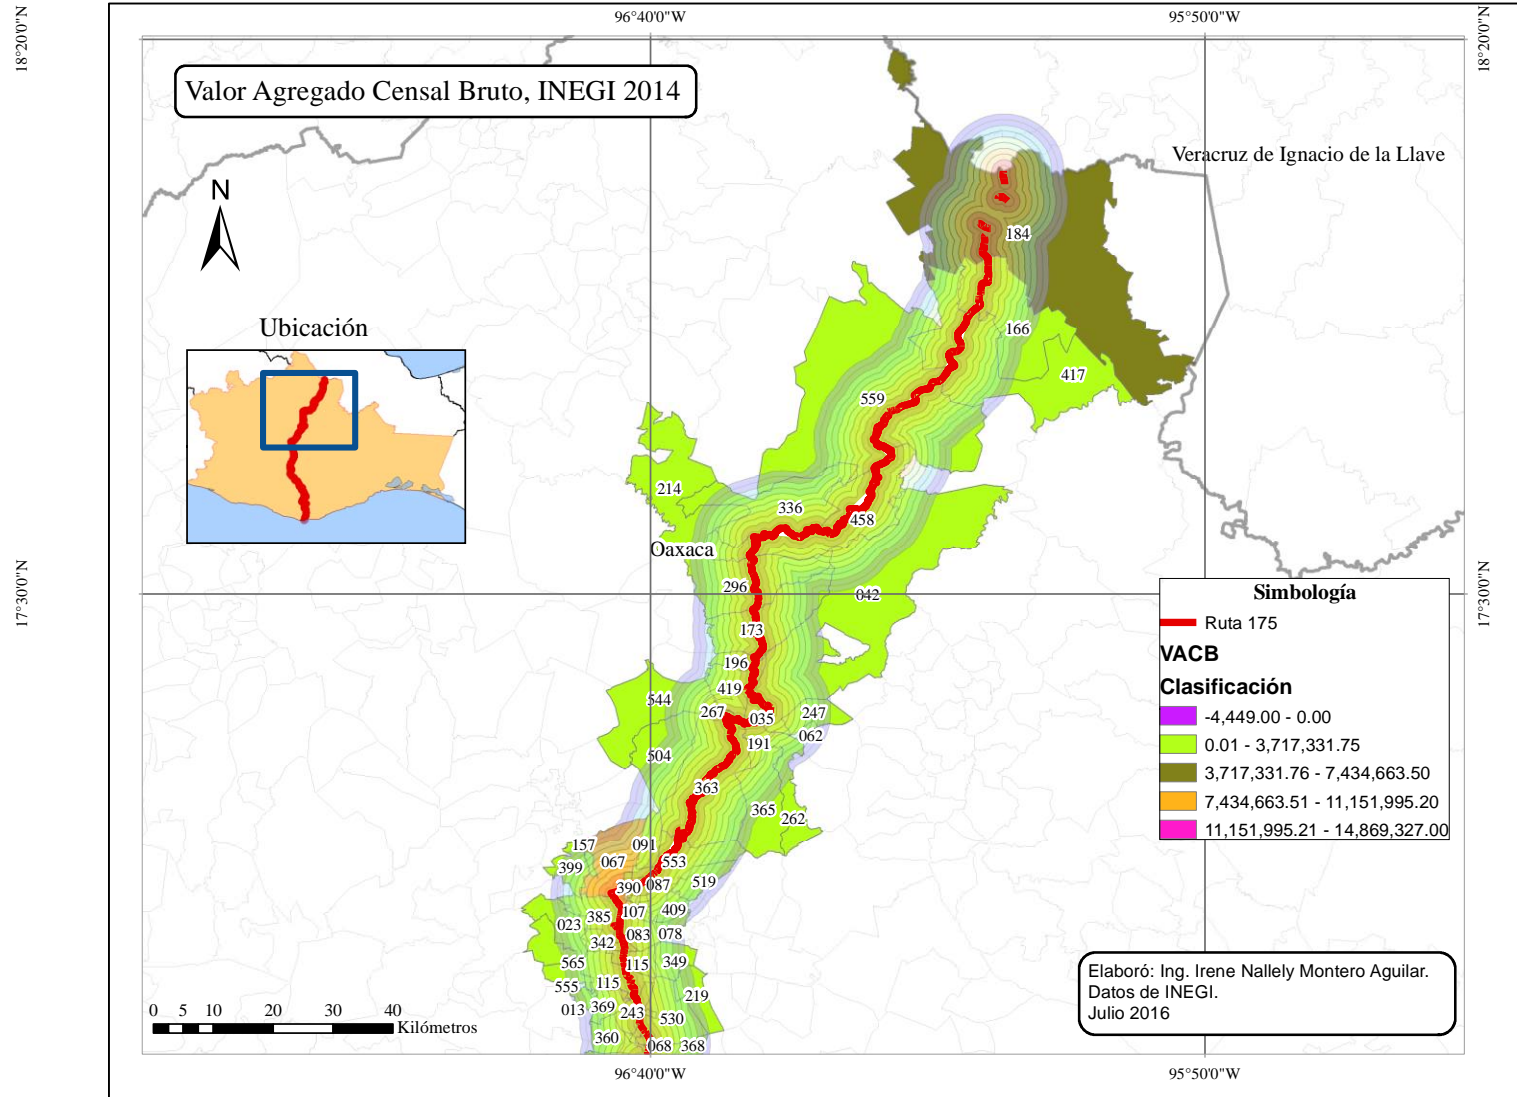 96°40'0"W
95°50'0"W
18°20'0"N
18°20'0"N
Valor Agregado Censal Bruto, INEGI 2014
Veracruz de Ignacio de la Llave
N
184
Ubicación
166
417
559
214
336
458
Oaxaca
296
042
17°30'0"N
17°30'0"N
173
196
419
544
267
035
247
191
062
504
363
365
262
157
091
067
553
399
390
087
519
107
409
385
023
083
078
342
565
115
349
115
555
219
013
369
243
530
360
068
368
Simbología
Ruta 175
VACB
Clasificación
-4,449.00 - 0.00
0.01 - 3,717,331.75
3,717,331.76 - 7,434,663.50
7,434,663.51 - 11,151,995.20
11,151,995.21 - 14,869,327.00
Elaboró: Ing. Irene Nallely Montero Aguilar.
Datos de INEGI.
Julio 2016
0 5 10 20 30 40
Kilómetros
96°40'0"W
95°50'0"W